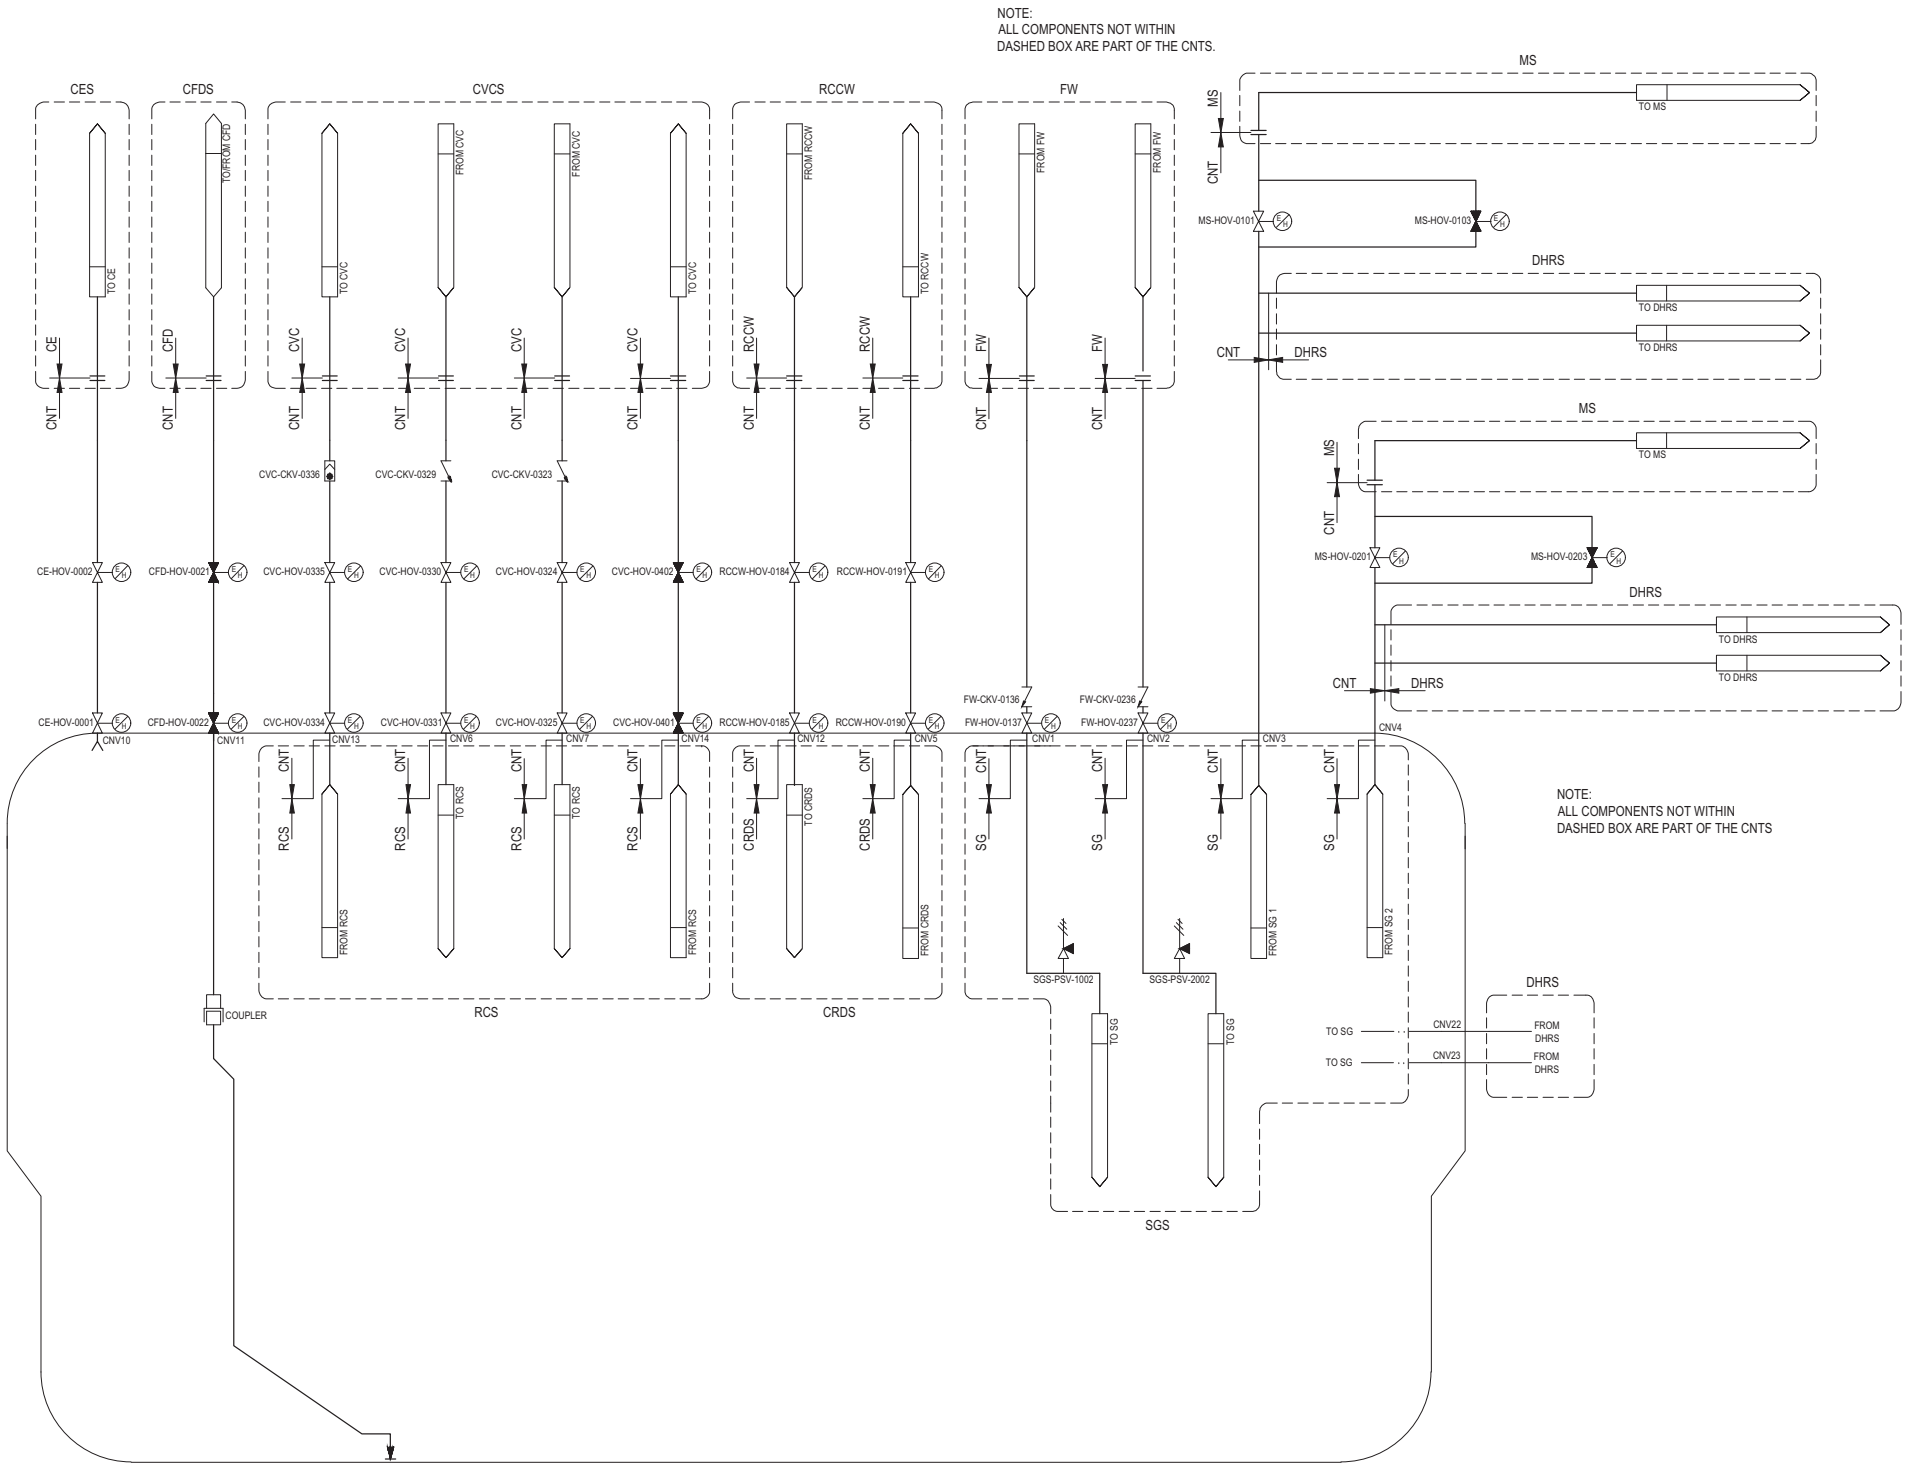 NOTE:
ALL COMPONENTS NOT WITHIN
DASHED BOX ARE PART OF THE CNTS.
MS
CES
CFDS
CVCS
RCCW
FW
TO MS
MS
CNT
TO/FROM CFD
FROM CVC
FROM CVC
FROM RCCW
FROM FW
FROM FW
TO CE
TO CVC
TO CVC
TO RCCW
MS-HOV-0101
E/H
MS-HOV-0103
E/H
DHRS
TO DHRS
TO DHRS
CNT
DHRS
CE
CFD
CVC
CVC
CVC
CVC
RCCW
RCCW
FW
FW
CNT
CNT
CNT
CNT
CNT
CNT
CNT
CNT
CNT
CNT
MS
TO MS
MS
CNT
CVC-CKV-0336
CVC-CKV-0329
CVC-CKV-0323
MS-HOV-0201
E/H
MS-HOV-0203
E/H
CE-HOV-0002
E/H
CFD-HOV-0021
E/H
CVC-HOV-0335
E/H
CVC-HOV-0330
E/H
CVC-HOV-0324
E/H
CVC-HOV-0402
E/H
RCCW-HOV-0184
E/H
RCCW-HOV-0191
E/H
DHRS
TO DHRS
TO DHRS
CNT
DHRS
FW-CKV-0136
FW-CKV-0236
CE-HOV-0001
E/H
CFD-HOV-0022
E/H
CVC-HOV-0334
E/H
CVC-HOV-0331
E/H
CVC-HOV-0325
E/H
CVC-HOV-0401
E/H
RCCW-HOV-0185
E/H
RCCW-HOV-0190
E/H
FW-HOV-0137
E/H
FW-HOV-0237
E/H
CNV10
CNV11
CNV13
CNV6
CNV7
CNV14
CNV12
CNV5
CNV1
CNV2
CNV3
CNV4
CNT
CNT
CNT
CNT
CNT
CNT
CNT
CNT
CNT
CNT
RCS
RCS
RCS
RCS
CRDS
CRDS
SG
SG
SG
SG
TO RCS
TO RCS
TO CRDS
FROM RCS
FROM RCS
FROM CRDS
FROM SG 1
FROM SG 2
NOTE:
ALL COMPONENTS NOT WITHIN
DASHED BOX ARE PART OF THE CNTS
SGS-PSV-1002
SGS-PSV-2002
COUPLER
RCS
CRDS
TO SG
TO SG
DHRS
TO SG
CNV22
FROM
DHRS
TO SG
CNV23
FROM
DHRS
SGS